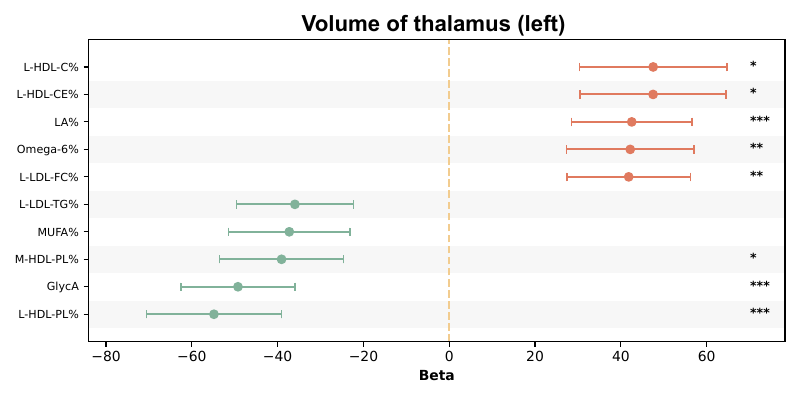 Volume of thalamus (left)
L-HDL-C% *
L-HDL-CE% *
LA% ***
Omega-6% **
L-LDL-FC% **
L-LDL-TG%
MUFA%
M-HDL-PL% *
GlycA ***
L-HDL-PL% ***
−80 −60 −40 −20 0 20 40 60
Beta